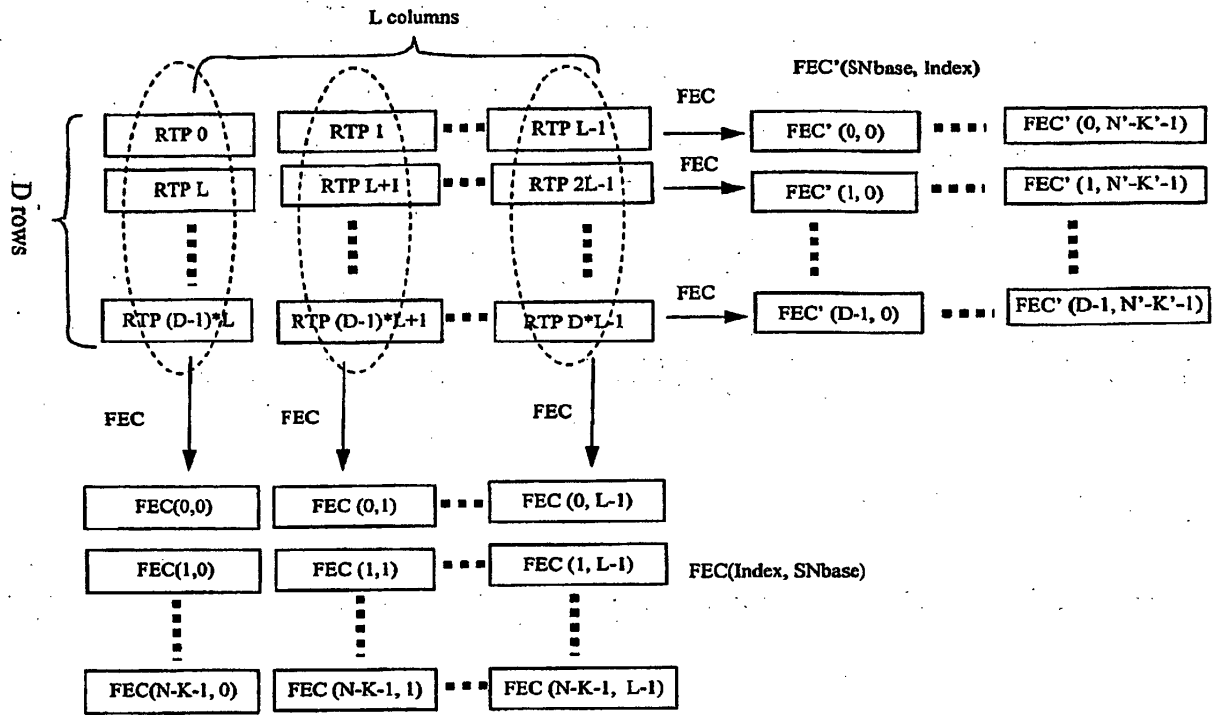 L columns
FEC'(SNbase, Index)
D rows
RTP 0
RTP 1
RTP L-1
FEC
FEC' (0, 0)
FEC' (0, N'-K'-1)
RTP L
RTP L+1
RTP 2L-1
FEC
FEC' (1, 0)
FEC' (1, N'-K'-1)
RTP (D-1)*L
RTP (D-1)*L+1
RTP D*L-1
FEC
FEC' (D-1, 0)
FEC' (D-1, N'-K'-1)
FEC
FEC
FEC
FEC(0,0)
FEC (0,1)
FEC (0, L-1)
FEC(1,0)
FEC (1,1)
FEC (1, L-1)
FEC(Index, SNbase)
FEC(N-K-1, 0)
FEC (N-K-1, 1)
FEC (N-K-1, L-1)